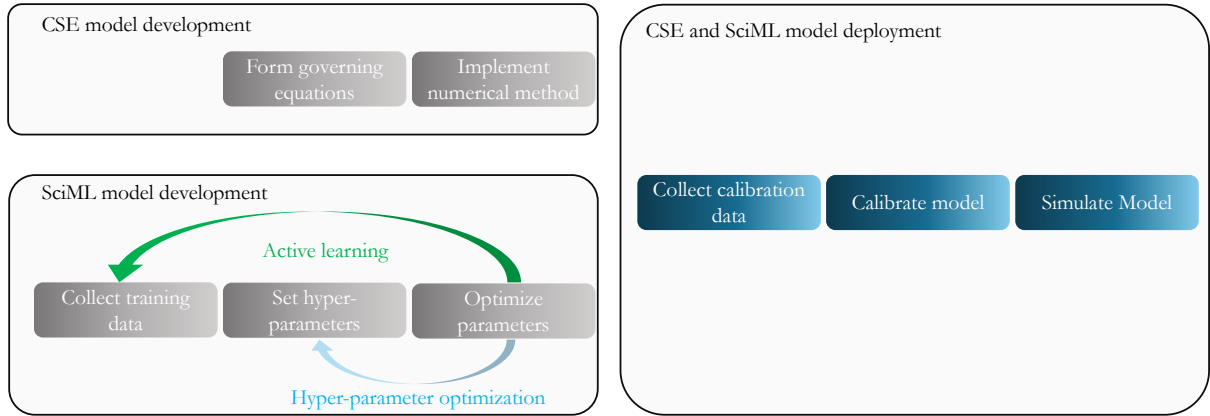 CSE model development
Form governing
equations
Implement
numerical method
SciML model development
Active learning
Collect training
data
Set hyper-
parameters
Optimize
parameters
Hyper-parameter optimization
CSE and SciML model deployment
Collect calibration
data
Calibrate model
Simulate Model